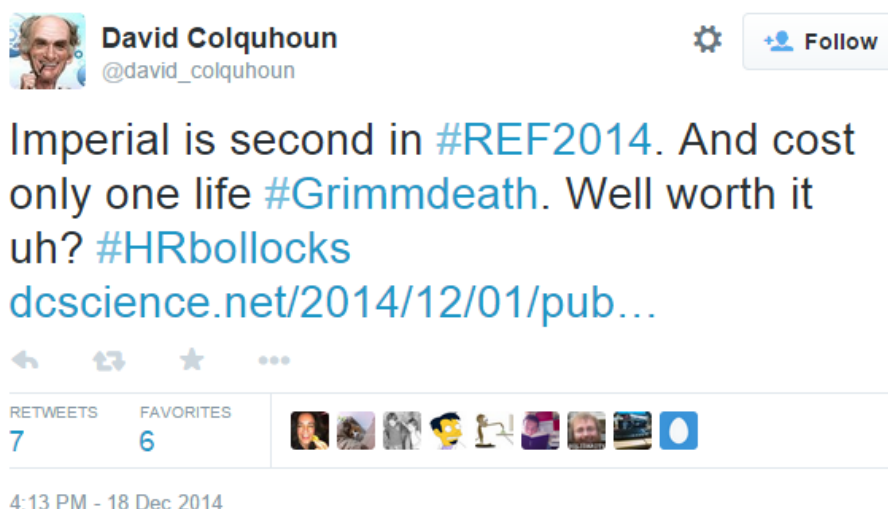 David Colquhoun
@david_colquhoun
Follow
Imperial is second in #REF2014. And cost
only one life #Grimmdeath. Well worth it
uh? #HRbollocks
dcscience.net/2014/12/01/pub...
RETWEETS FAVORITES
7 6
4:13 PM - 18 Dec 2014